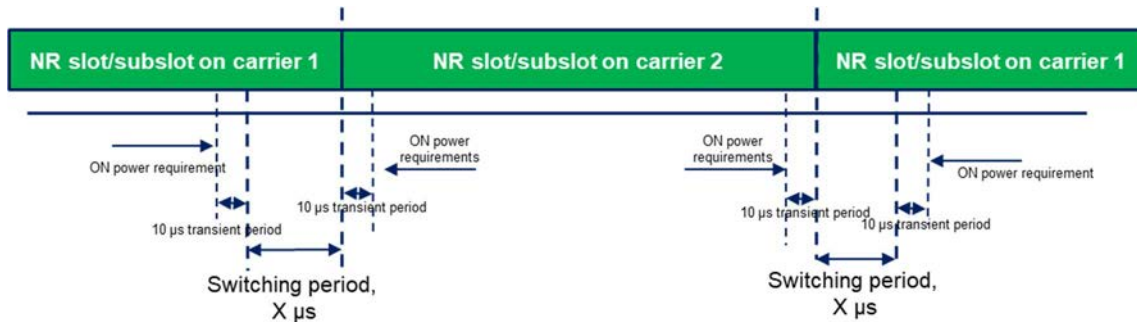 NR slot/subslot on carrier 1
NR slot/subslot on carrier 2
NR slot/subslot on carrier 1
ON power requirement
ON power
requirements
ON power
requirements
ON power requirement
10 µs transient period
10 µs transient period
10 µs transient period
10 µs transient period
Switching period,
X µs
Switching period,
X µs